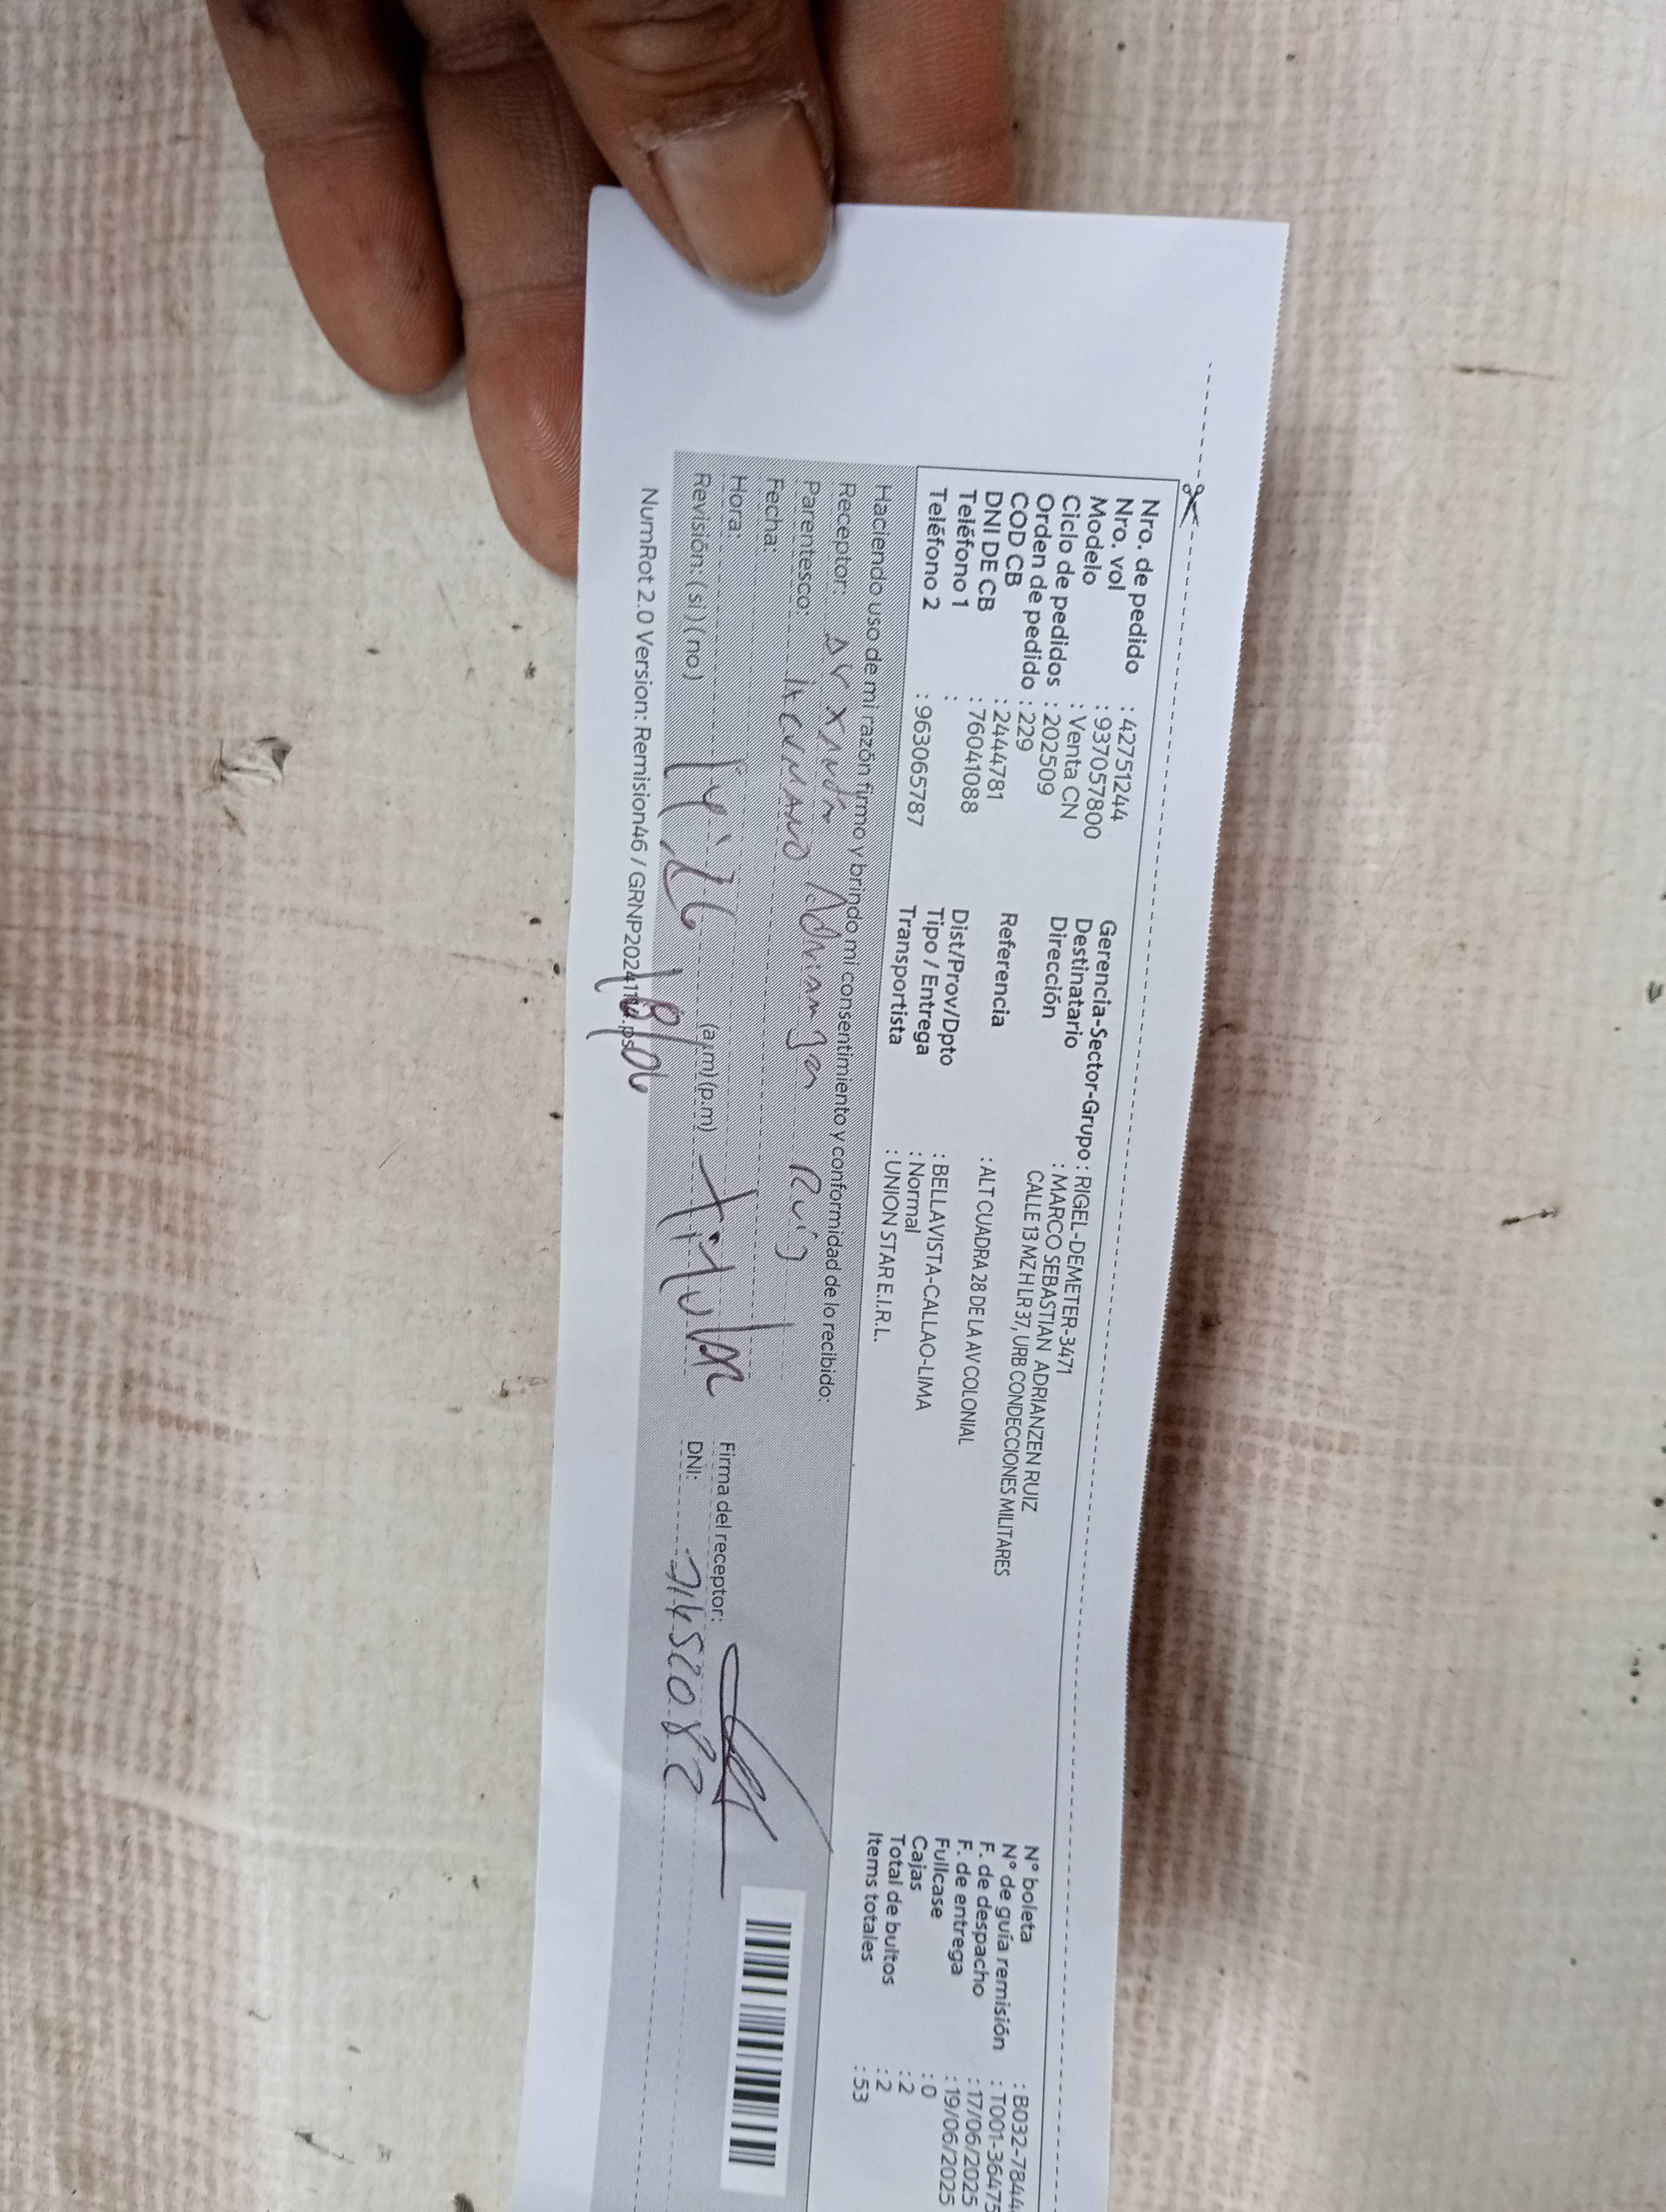 Nro. de pedido : 42751244
Nro. vol : 937057800
Modelo : Venta CN
Ciclo de pedidos : 202509
Orden de pedido : 229
COD CB : 2444781
DNI DE CB : 76041088
Teléfono 1 :
Teléfono 2 : 963065787
Gerencia-Sector-Grupo : RIGEL-DEMETER-3471
Destinatario : MARCO SEBASTIAN ADRIANZEN RUIZ
Dirección CALLE 13 MZ H LR 37, URB CONDECCIONES MILITARES
Referencia : ALT CUADRA 28 DE LA AV COLONIAL
Dist/Prov/Dpto : BELLAVISTA-CALLAO-LIMA
Tipo / Entrega : Normal
Transportista : UNION STAR E.I.R.L.
N° boleta : B032-7844
N° de guía remisión : T001-36475
F. de despacho : 17/06/2025
F. de entrega : 19/06/2025
Fullcase : 0
Cajas : 2
Total de bultos : 2
Items totales : 53
Haciendo uso de mi razón firmo y brindo mi consentimiento y conformidad de lo recibido:
Receptor: Ruiz
Parentesco: Hermano
Fecha:
Hora: 14:26 (a.m) (p.m) titular
Revisión: (si) (no)
Firma del receptor:
DNI: 71452082
18/06
NumRot 2.0 Version: Remision46 / GRNP202411